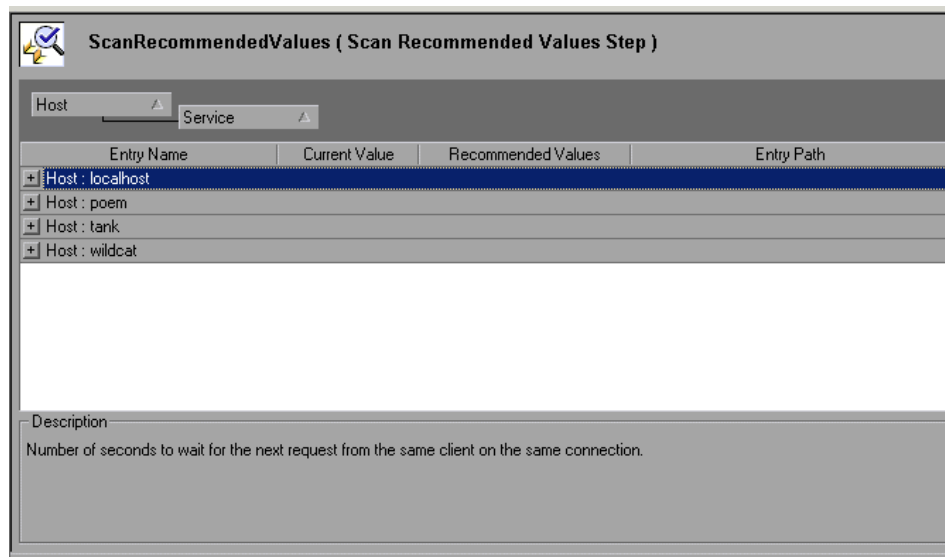 ScanRecommendedValues ( Scan Recommended Values Step )
Host
Service
Entry Name Current Value Recommended Values Entry Path
Host : localhost
Host : poem
Host : tank
Host : wildcat
Description
Number of seconds to wait for the next request from the same client on the same connection.